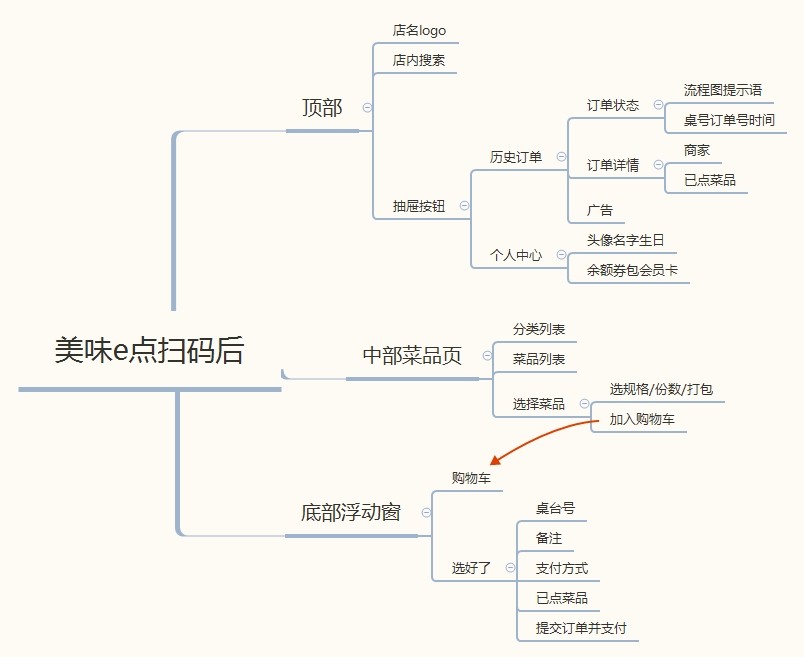 美味e点扫码后
顶部
店名logo
店内搜索
抽屉按钮
历史订单
订单状态
流程图提示语
桌号订单号时间
订单详情
商家
已点菜品
广告
个人中心
头像名字生日
余额券包会员卡
中部菜品页
分类列表
菜品列表
选择菜品
选规格/份数/打包
加入购物车
底部浮动窗
购物车
选好了
桌台号
备注
支付方式
已点菜品
提交订单并支付